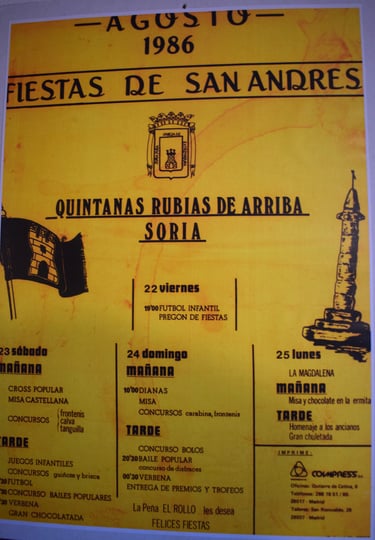 — AGOSTO —
1986
FIESTAS DE SAN ANDRES
QUINTANAS RUBIAS DE ARRIBA
SORIA
22 viernes
19'00 FUTBOL INFANTIL
PREGON DE FIESTAS
23 sábado
MAÑANA
CROSS POPULAR
MISA CASTELLANA
CONCURSOS frontenis
calva
tanguilla
TARDE
JUEGOS INFANTILES
CONCURSOS guiñote y brisca
FUTBOL
CONCURSO BAILES POPULARES
VERBENA
GRAN CHOCOLATADA
24 domingo
MAÑANA
10'00 DIANAS
MISA
CONCURSOS carabina, frontenis
TARDE
CONCURSO BOLOS
20'30 BAILE POPULAR
concurso de disfraces
00'30 VERBENA
ENTREGA DE PREMIOS Y TROFEOS
La Peña EL ROLLO les desea
FELICES FIESTAS
25 lunes
LA MAGDALENA
MAÑANA
Misa y chocolate en la ermita
TARDE
Homenaje a los ancianos
Gran chuletada
IMPRIME:
COMPRESS
28017 - Madrid
28007 - Madrid